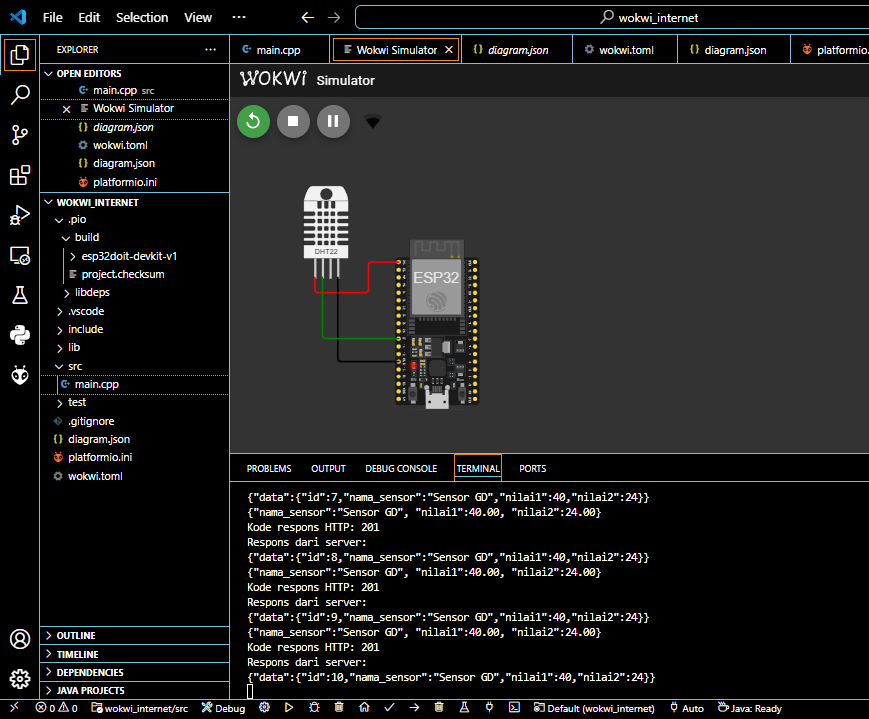 File Edit Selection View ··· wokwi_internet
EXPLORER ···
OPEN EDITORS
main.cpp src
Wokwi Simulator
diagram.json
wokwi.toml
diagram.json
platformio.ini
WOKWI_INTERNET
.pio
build
esp32doit-devkit-v1
project.checksum
libdeps
.vscode
include
lib
src
main.cpp
test
.gitignore
diagram.json
platformio.ini
wokwi.toml
OUTLINE
TIMELINE
DEPENDENCIES
JAVA PROJECTS
main.cpp Wokwi Simulator diagram.json wokwi.toml diagram.json platformio.
WOKWi Simulator
DHT22
ESP32
PROBLEMS OUTPUT DEBUG CONSOLE TERMINAL PORTS
{"data":{"id":7,"nama_sensor":"Sensor GD","nilai1":40,"nilai2":24}}
{"nama_sensor":"Sensor GD", "nilai1":40.00, "nilai2":24.00}
Kode respons HTTP: 201
Respons dari server:
{"data":{"id":8,"nama_sensor":"Sensor GD","nilai1":40,"nilai2":24}}
{"nama_sensor":"Sensor GD", "nilai1":40.00, "nilai2":24.00}
Kode respons HTTP: 201
Respons dari server:
{"data":{"id":9,"nama_sensor":"Sensor GD","nilai1":40,"nilai2":24}}
{"nama_sensor":"Sensor GD", "nilai1":40.00, "nilai2":24.00}
Kode respons HTTP: 201
Respons dari server:
{"data":{"id":10,"nama_sensor":"Sensor GD","nilai1":40,"nilai2":24}}
0 0 wokwi_internet/src Debug Default (wokwi_internet) Auto Java: Ready